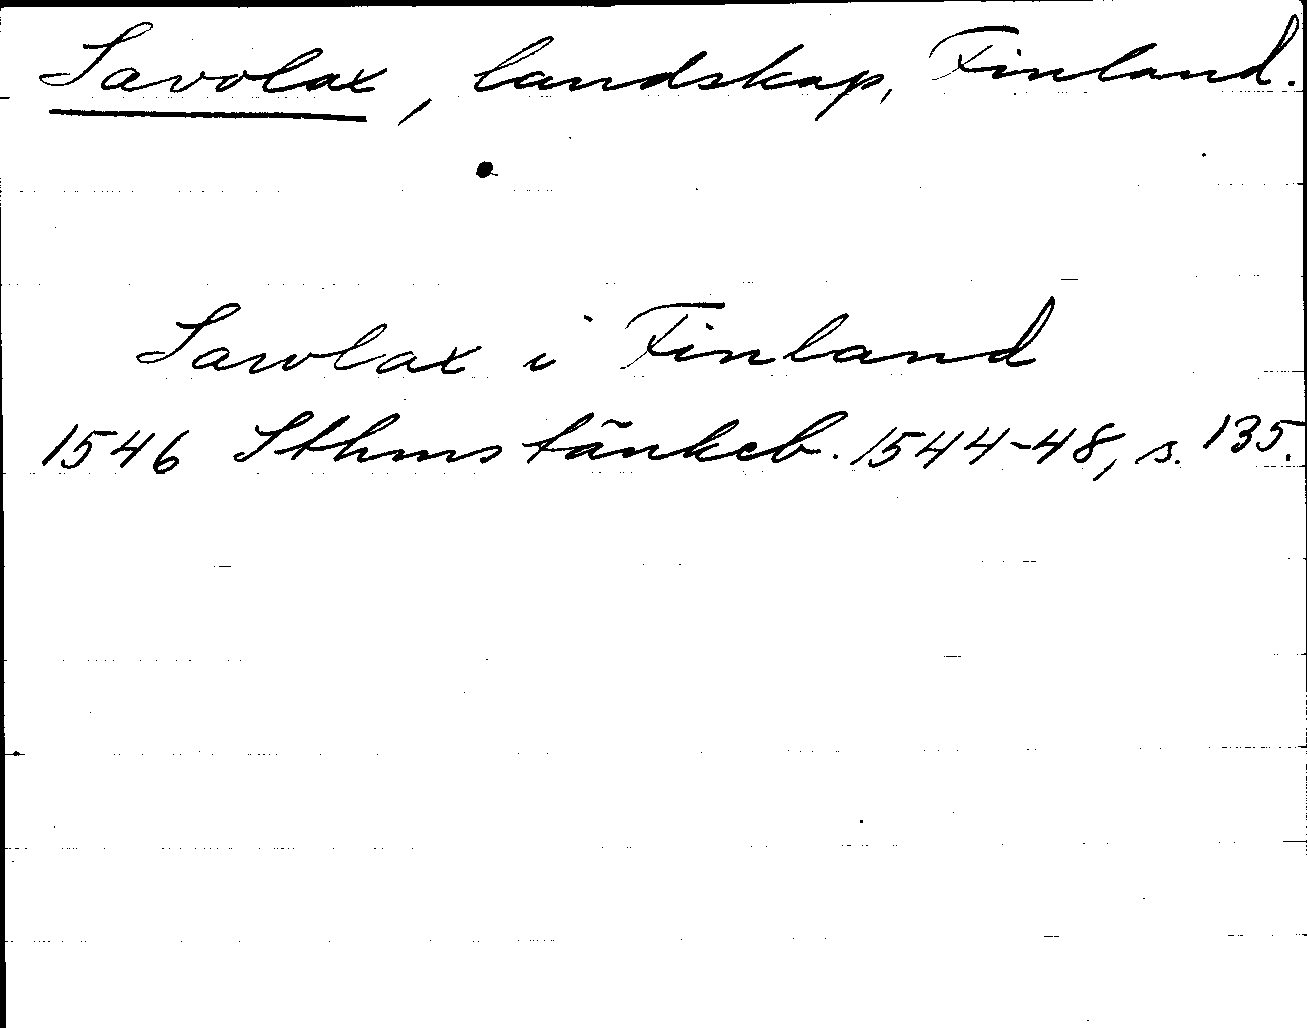 Savolax, landskap, Finland.
Sawlax i Finland
1546 Sthms tänkeb. 1544-48, s. 135.